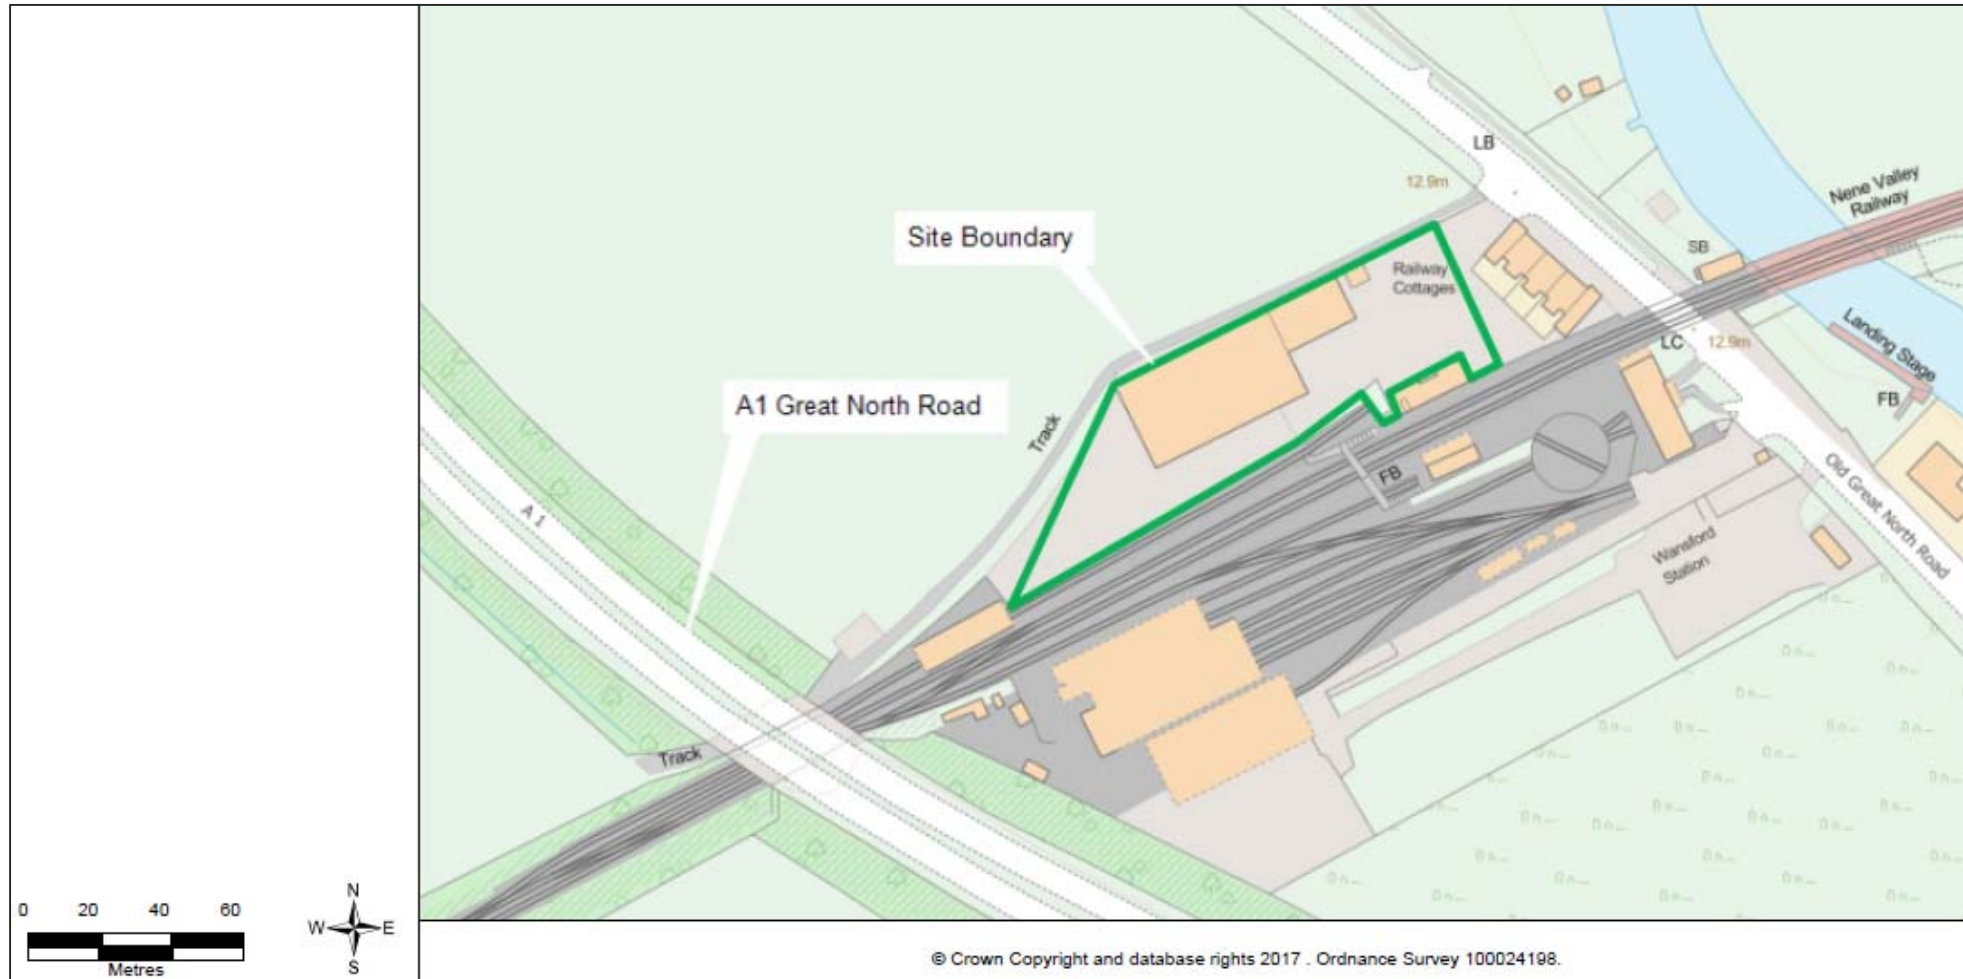 LB
12.9m
Nene Valley
Railway
Site Boundary
SB
Railway
Cottages
Landing Stage
LC
12.9m
FB
A1 Great North Road
Track
FB
Old Great North Road
A 1
Wansford
Station
Track
N
0 20 40 60
W E
S
Metres
© Crown Copyright and database rights 2017 . Ordnance Survey 100024198.